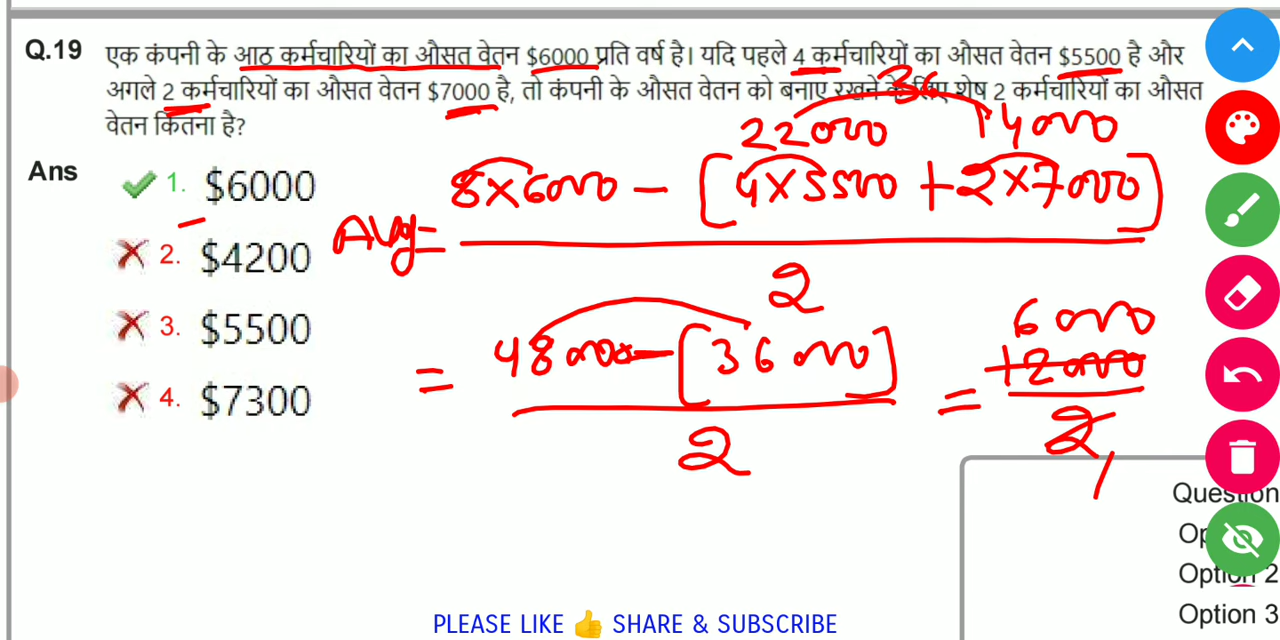 Q.19 एक कंपनी के आठ कर्मचारियों का औसत वेतन $6000 प्रति वर्ष है। यदि पहले 4 कर्मचारियों का औसत वेतन $5500 है और
अगले 2 कर्मचारियों का औसत वेतन $7000 है, तो कंपनी के औसत वेतन को बनाए रखने के लिए शेष 2 कर्मचारियों का औसत
वेतन कितना है?
36
22000 14000
Ans
1. $6000
8×6000 - [4×5500 + 2×7000]
Avg=
2
2. $4200
3. $5500
= 48000 - [36000] = 6000
12000
2 2 1
4. $7300
Question
Op
Option 2
Option 3
PLEASE LIKE 👍 SHARE & SUBSCRIBE